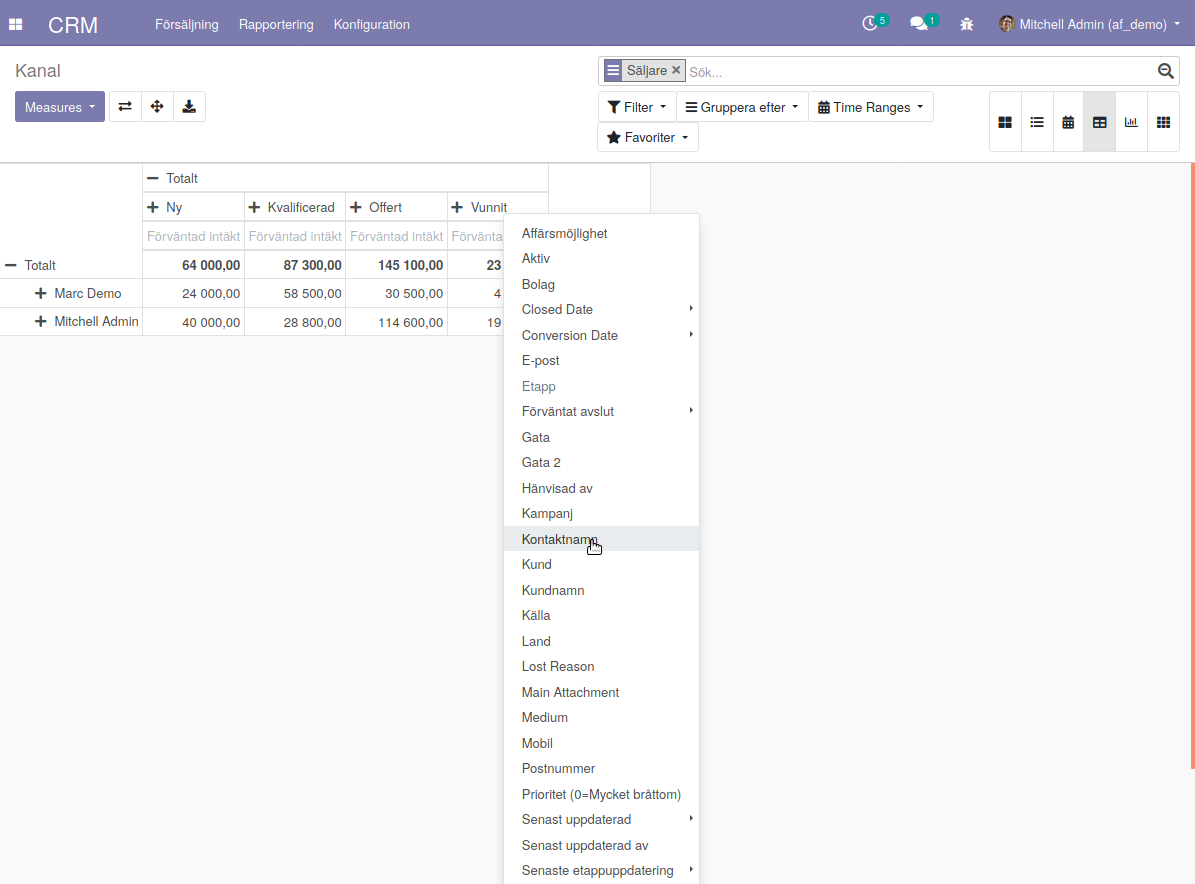 CRM Försäljning Rapportering Konfiguration 5 1 Mitchell Admin (af_demo)
Kanal
Säljare Sök...
Measures
Filter Gruppera efter Time Ranges
Favoriter
Totalt
Ny Kvalificerad Offert Vunnit
Förväntad intäkt Förväntad intäkt Förväntad intäkt Förvänta
Totalt 64 000,00 87 300,00 145 100,00 23
Marc Demo 24 000,00 58 500,00 30 500,00 4
Mitchell Admin 40 000,00 28 800,00 114 600,00 19
Affärsmöjlighet
Aktiv
Bolag
Closed Date
Conversion Date
E-post
Etapp
Förväntat avslut
Gata
Gata 2
Hänvisad av
Kampanj
Kontaktnamn
Kund
Kundnamn
Källa
Land
Lost Reason
Main Attachment
Medium
Mobil
Postnummer
Prioritet (0=Mycket bråttom)
Senast uppdaterad
Senast uppdaterad av
Senaste etappuppdatering